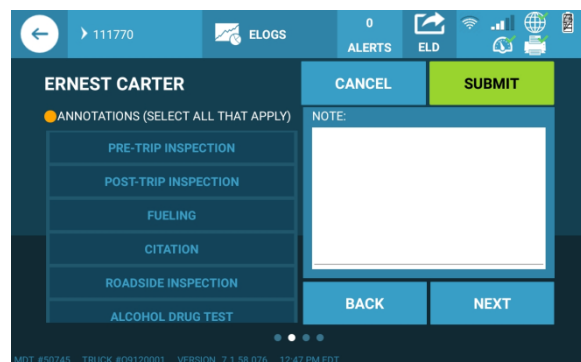 111770
ELOGS
0
ALERTS
ELD
ERNEST CARTER
CANCEL
SUBMIT
ANNOTATIONS (SELECT ALL THAT APPLY)
NOTE:
PRE-TRIP INSPECTION
POST-TRIP INSPECTION
FUELING
CITATION
ROADSIDE INSPECTION
ALCOHOL DRUG TEST
BACK
NEXT
MDT #50745 TRUCK #09120001 VERSION 7.1.58.076 12:47 PM EDT